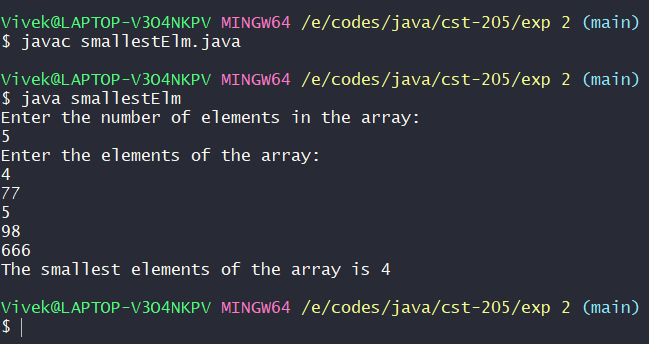 Vivek@LAPTOP-V3O4NKPV MINGW64 /e/codes/java/cst-205/exp 2 (main)
$ javac smallestElm.java
Vivek@LAPTOP-V3O4NKPV MINGW64 /e/codes/java/cst-205/exp 2 (main)
$ java smallestElm
Enter the number of elements in the array:
5
Enter the elements of the array:
4
77
5
98
666
The smallest elements of the array is 4
Vivek@LAPTOP-V3O4NKPV MINGW64 /e/codes/java/cst-205/exp 2 (main)
$